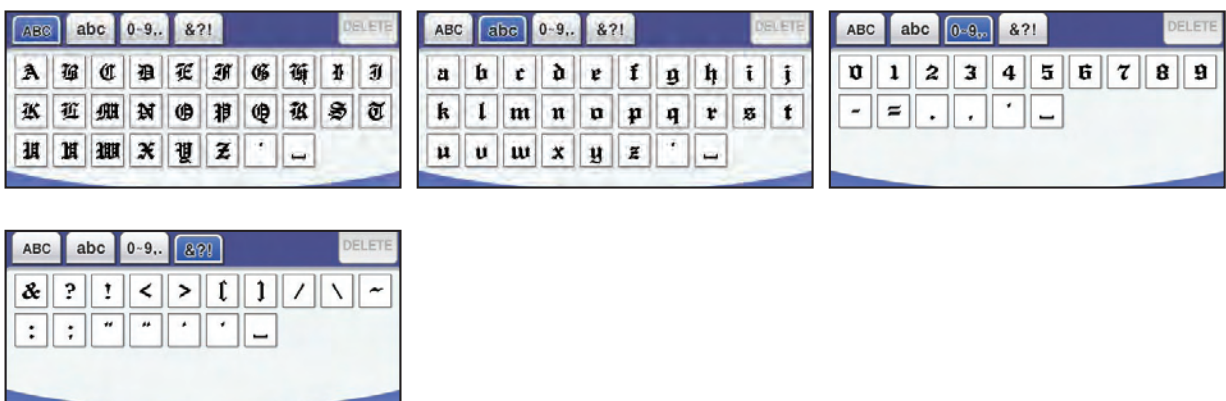 ABC abc 0~9,. &?! DELETE
A B C D E F G H I J
K L M N O P Q R S T
U V W X Y Z ' ⎵
ABC abc 0~9,. &?! DELETE
a b c d e f g h i j
k l m n o p q r s t
u v w x y z ' ⎵
ABC abc 0~9,. &?! DELETE
0 1 2 3 4 5 6 7 8 9
- = . , ' ⎵
ABC abc 0~9,. &?! DELETE
& ? ! < > [ ] / \ ~
: ; " " ' ' ⎵